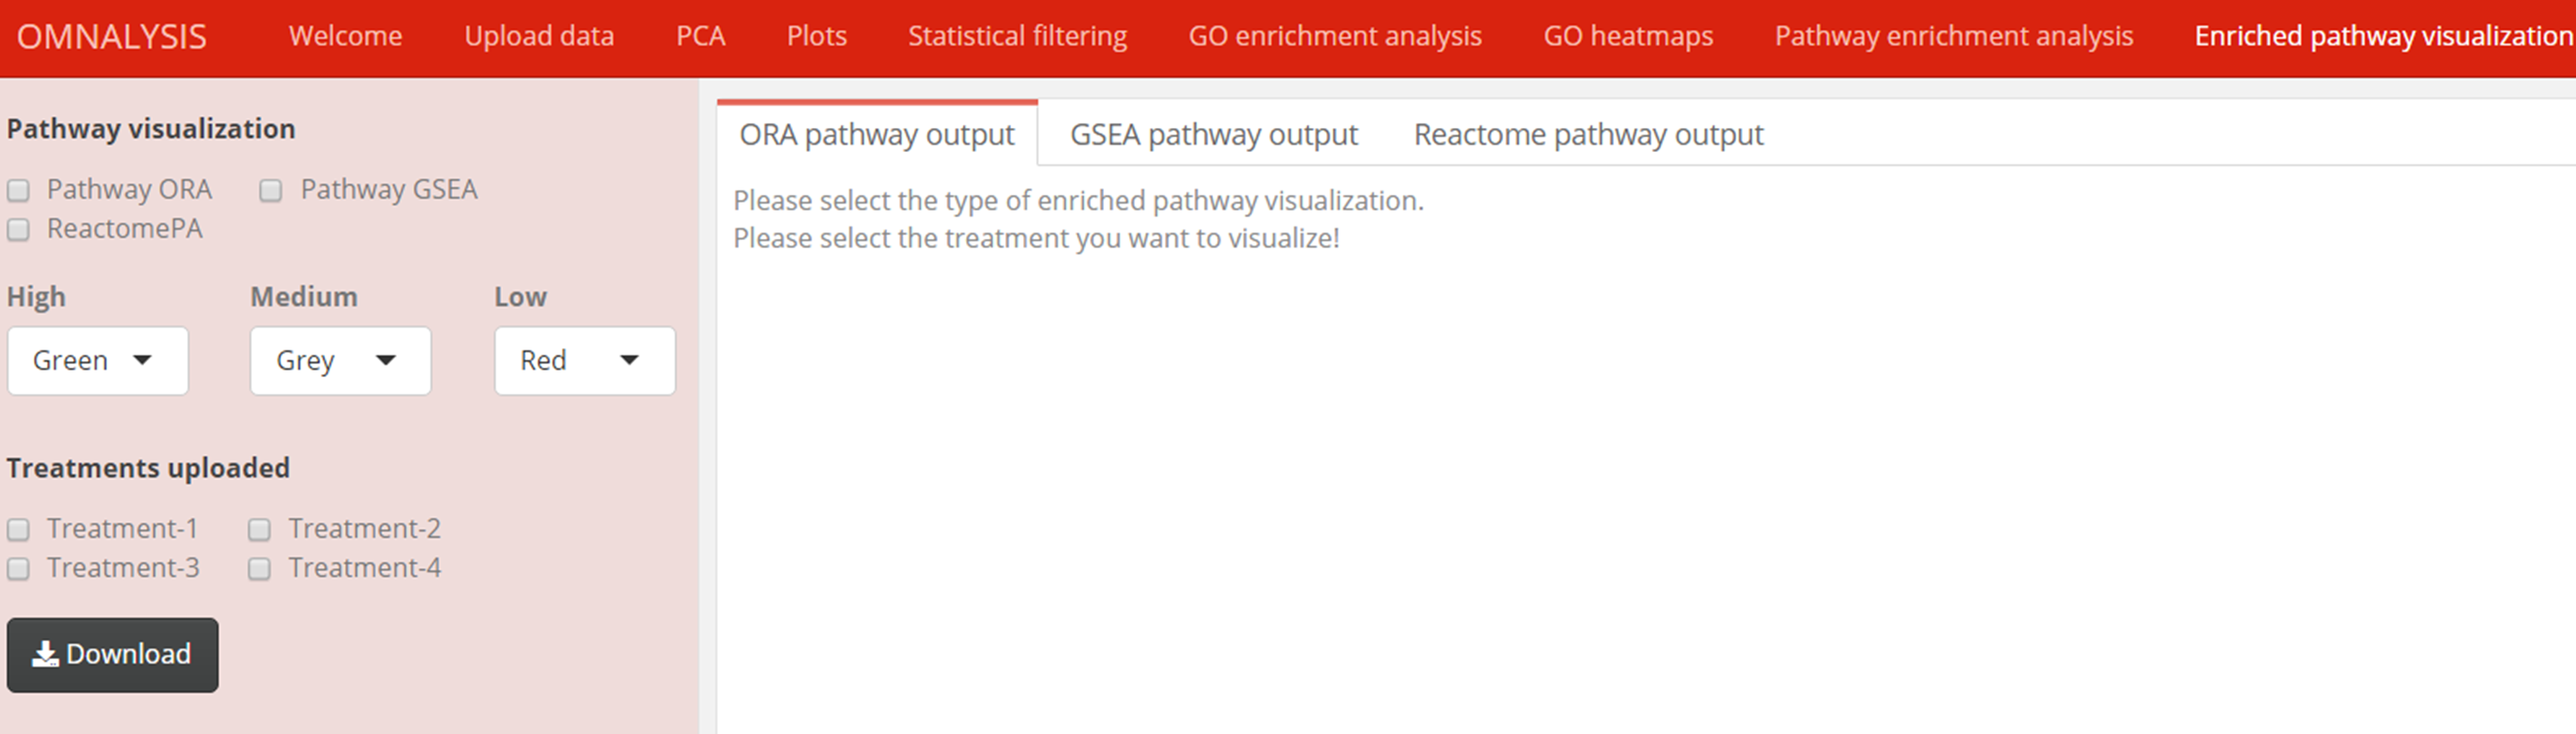 OMNALYSIS Welcome Upload data PCA Plots Statistical filtering GO enrichment analysis GO heatmaps Pathway enrichment analysis Enriched pathway visualization
Pathway visualization
Pathway ORA Pathway GSEA
ReactomePA
High Medium Low
Green Grey Red
Treatments uploaded
Treatment-1 Treatment-2
Treatment-3 Treatment-4
Download
ORA pathway output GSEA pathway output Reactome pathway output
Please select the type of enriched pathway visualization.
Please select the treatment you want to visualize!